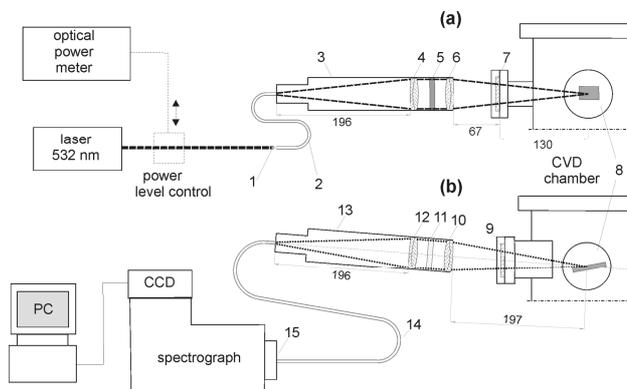 (a)
optical
power
meter
laser
532 nm
power
level control
1
2
3
4
5
6
7
196
67
130
CVD
chamber
8
(b)
13
12
11
10
9
196
197
PC
CCD
spectrograph
15
14